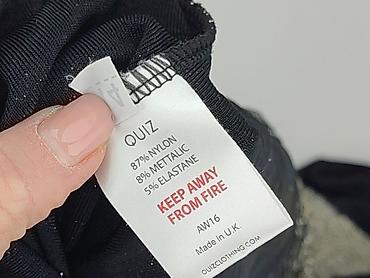 QUIZ
87% NYLON
8% METTALIC
5% ELASTANE
KEEP AWAY
FROM FIRE
AW16
Made in U.K.
QUIZCLOTHING.COM